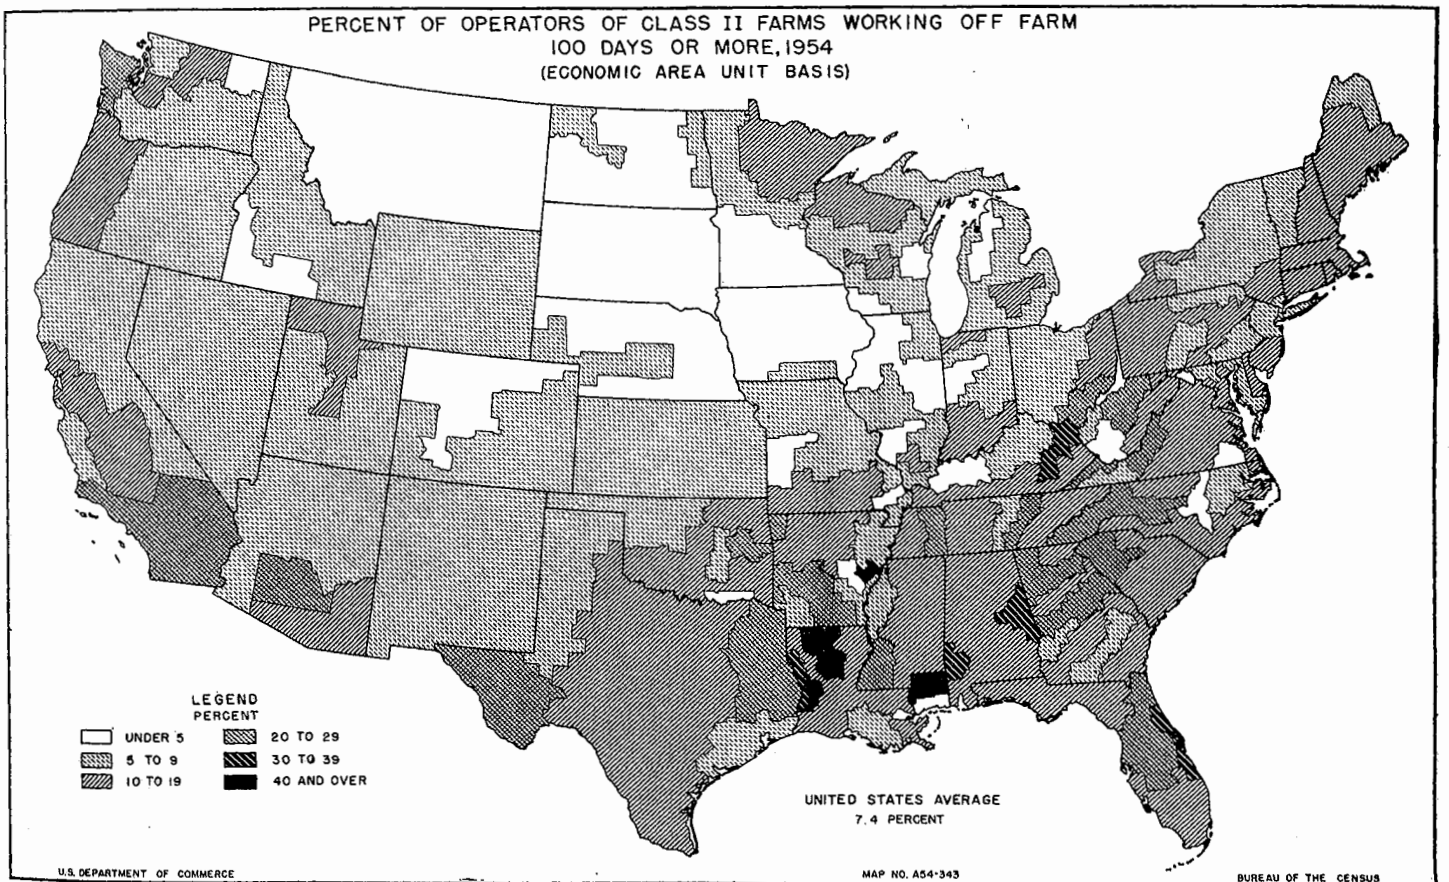 PERCENT OF OPERATORS OF CLASS II FARMS WORKING OFF FARM
100 DAYS OR MORE, 1954
(ECONOMIC AREA UNIT BASIS)
LEGEND
PERCENT
UNDER 5
5 TO 9
10 TO 19
20 TO 29
30 TO 39
40 AND OVER
UNITED STATES AVERAGE
7.4 PERCENT
U.S. DEPARTMENT OF COMMERCE
MAP NO. A54-343
BUREAU OF THE CENSUS